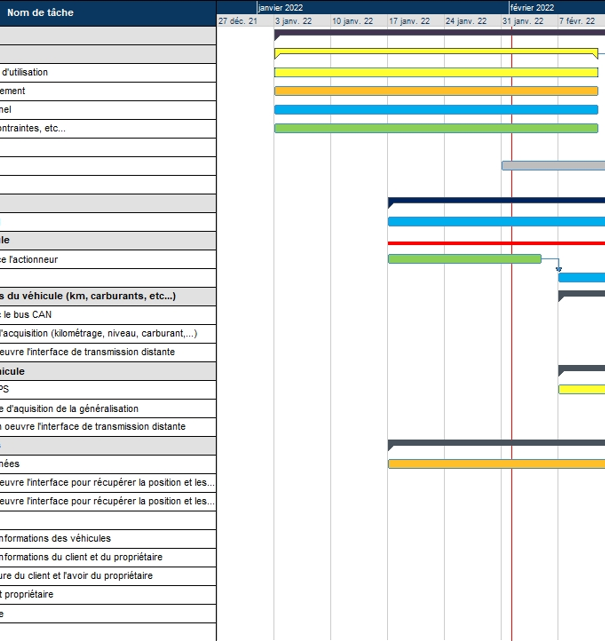 Nom de tâche
janvier 2022
février 2022
27 déc. 21
3 janv. 22
10 janv. 22
17 janv. 22
24 janv. 22
31 janv. 22
7 févr. 22
d'utilisation
ement
nel
ontraintes, etc...
le
ce l'actionneur
s du véhicule (km, carburants, etc...)
c le bus CAN
l'acquisition (kilométrage, niveau, carburant,...)
euvre l'interface de transmission distante
nicule
PS
e d'aquisition de la généralisation
n oeuvre l'interface de transmission distante
nées
euvre l'interface pour récupérer la position et les...
euvre l'interface pour récupérer la position et les...
nformations des véhicules
nformations du client et du propriétaire
ure du client et l'avoir du propriétaire
t propriétaire
e